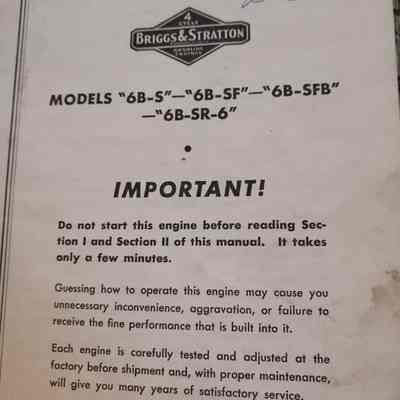 4
CYCLE
BRIGGS & STRATTON
GASOLINE
ENGINES
MODELS "6B-S"—"6B-SF"—"6B-SFB"
—"6B-SR-6"
•
IMPORTANT!
Do not start this engine before reading Sec-
tion I and Section II of this manual. It takes
only a few minutes.
Guessing how to operate this engine may cause you
unnecessary inconvenience, aggravation, or failure to
receive the fine performance that is built into it.
Each engine is carefully tested and adjusted at the
factory before shipment and, with proper maintenance,
will give you many years of satisfactory service.